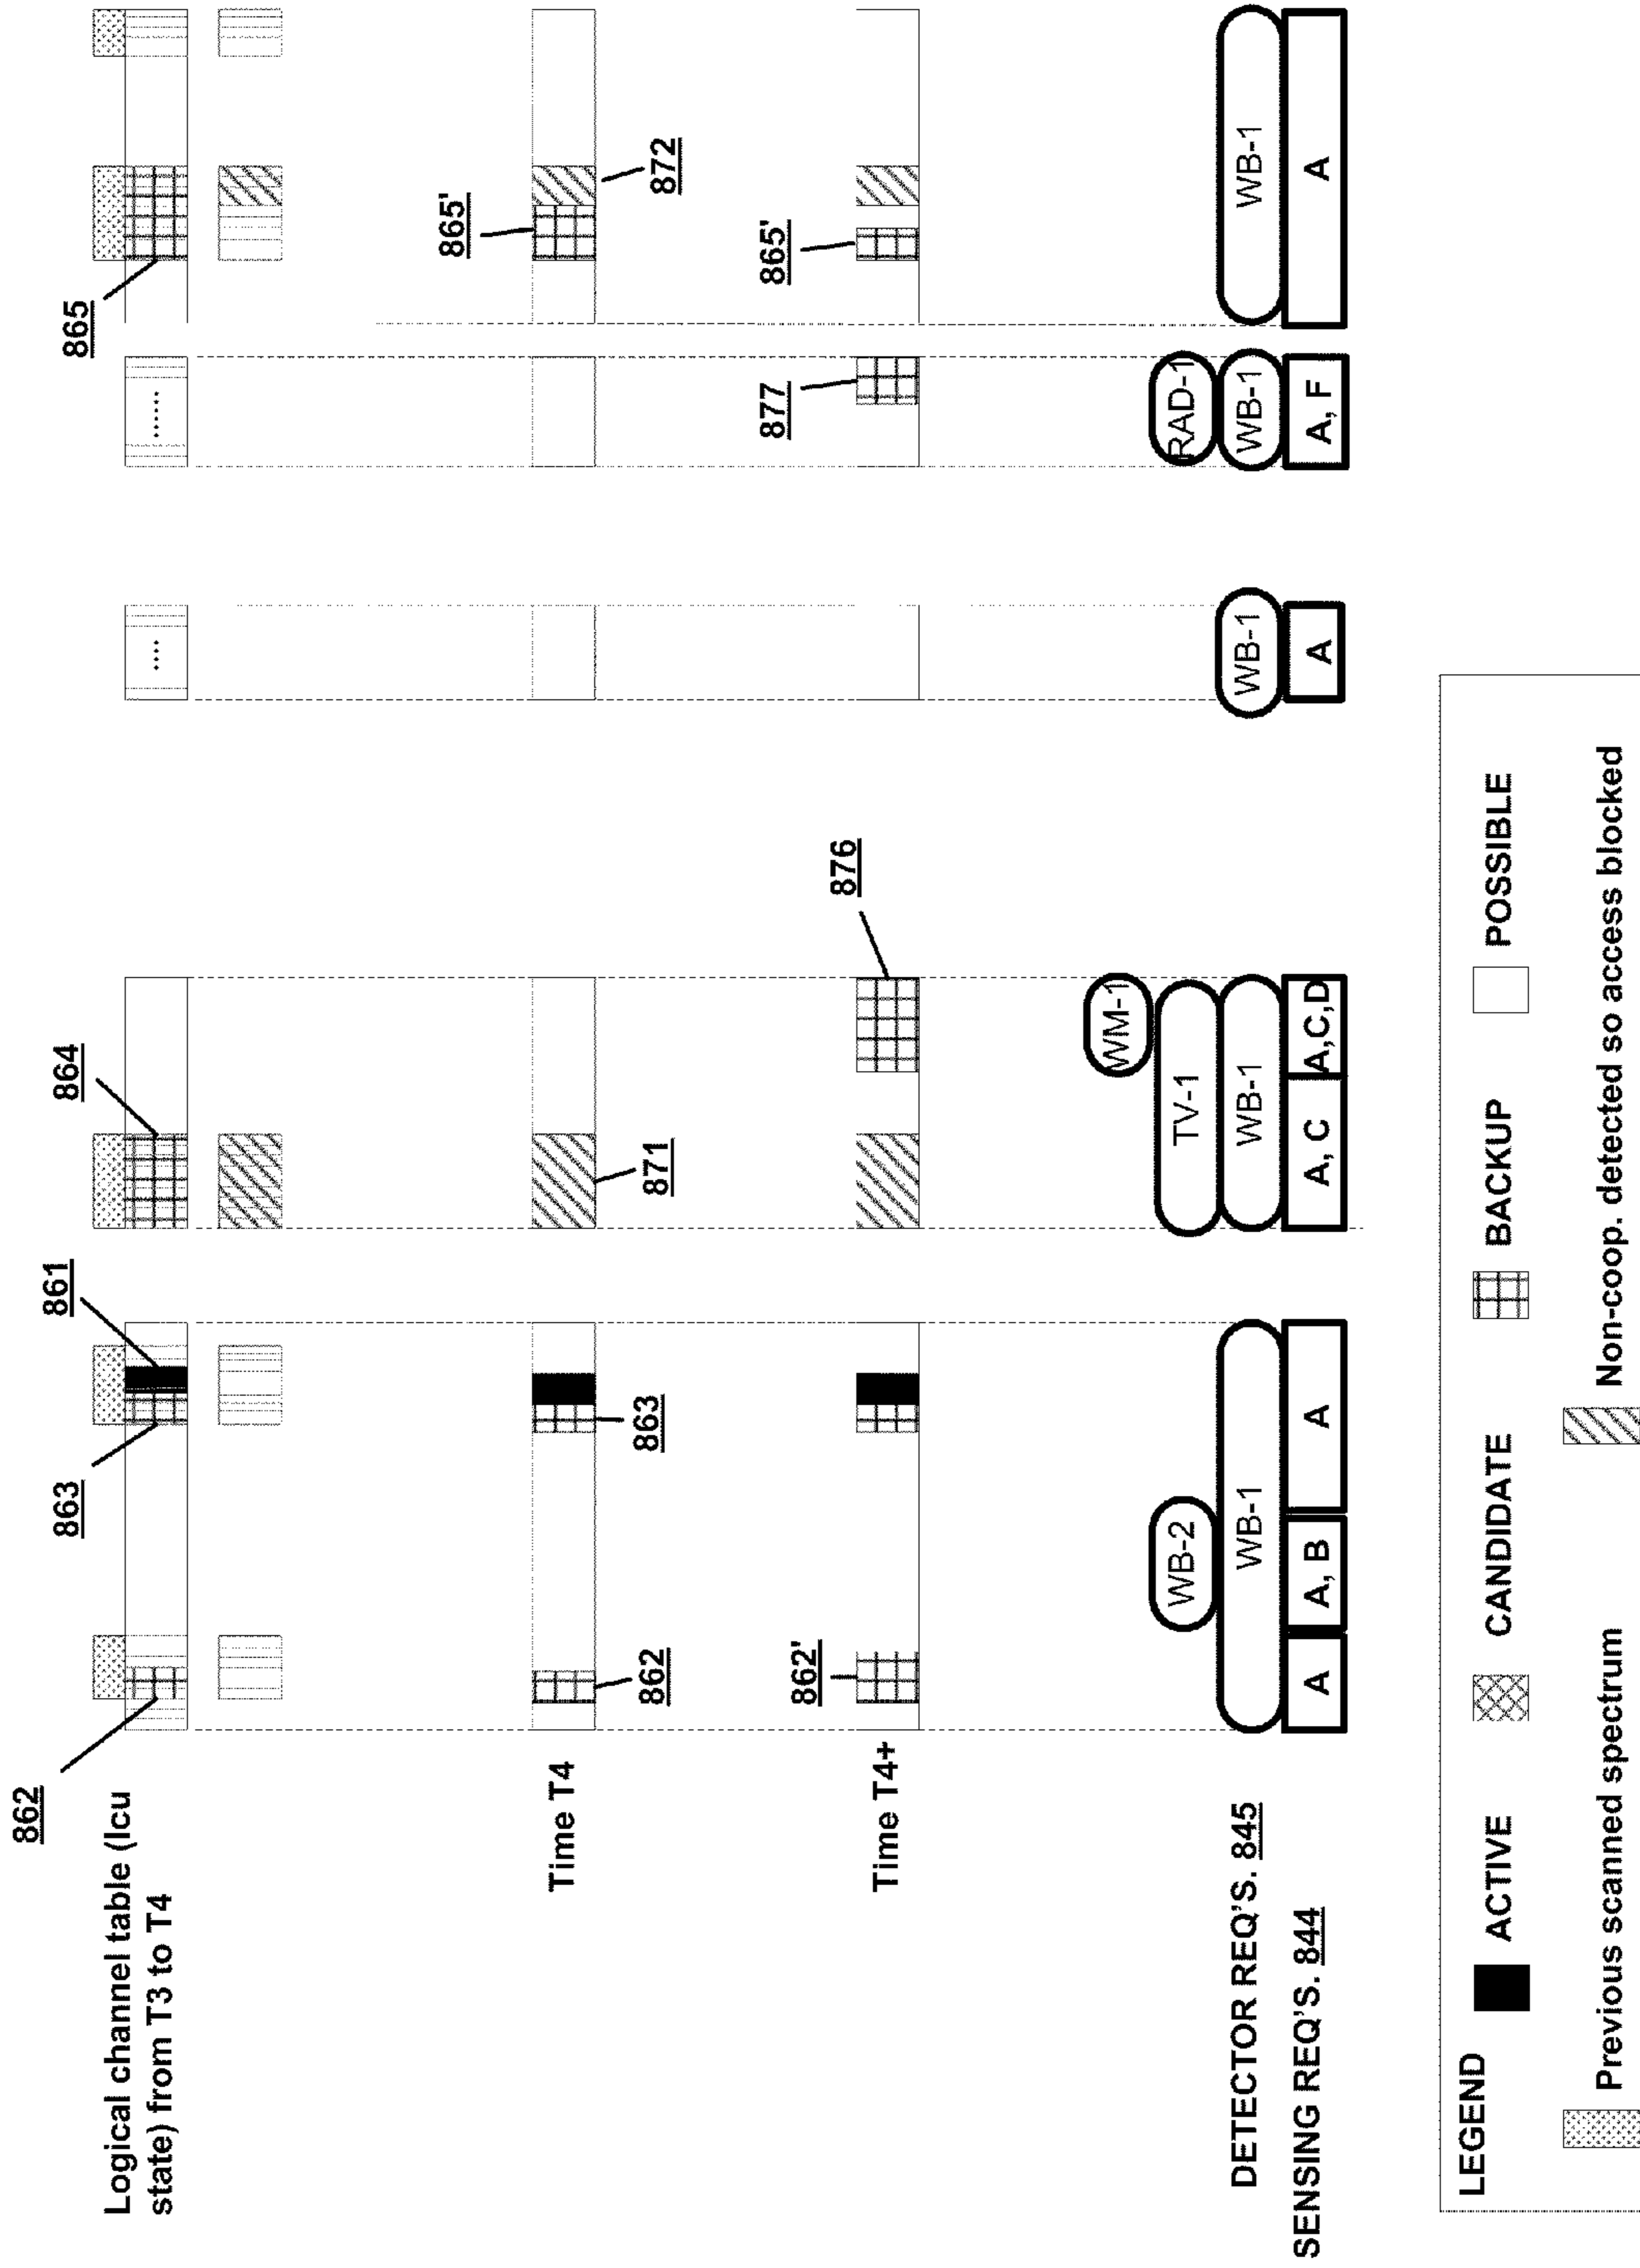 862
863
861
864
865
Logical channel table (lcu
state) from T3 to T4
....
......
Time T4
862
863
871
865'
872
Time T4+
862'
876
877
865'
DETECTOR REQ'S. 845
WB-2
WB-1
WM-1
TV-1
WB-1
WB-1
RAD-1
WB-1
WB-1
SENSING REQ'S. 844
A
A, B
A
A, C
A,C,D
A
A, F
A
LEGEND
ACTIVE
CANDIDATE
BACKUP
POSSIBLE
Previous scanned spectrum
Non-coop. detected so access blocked